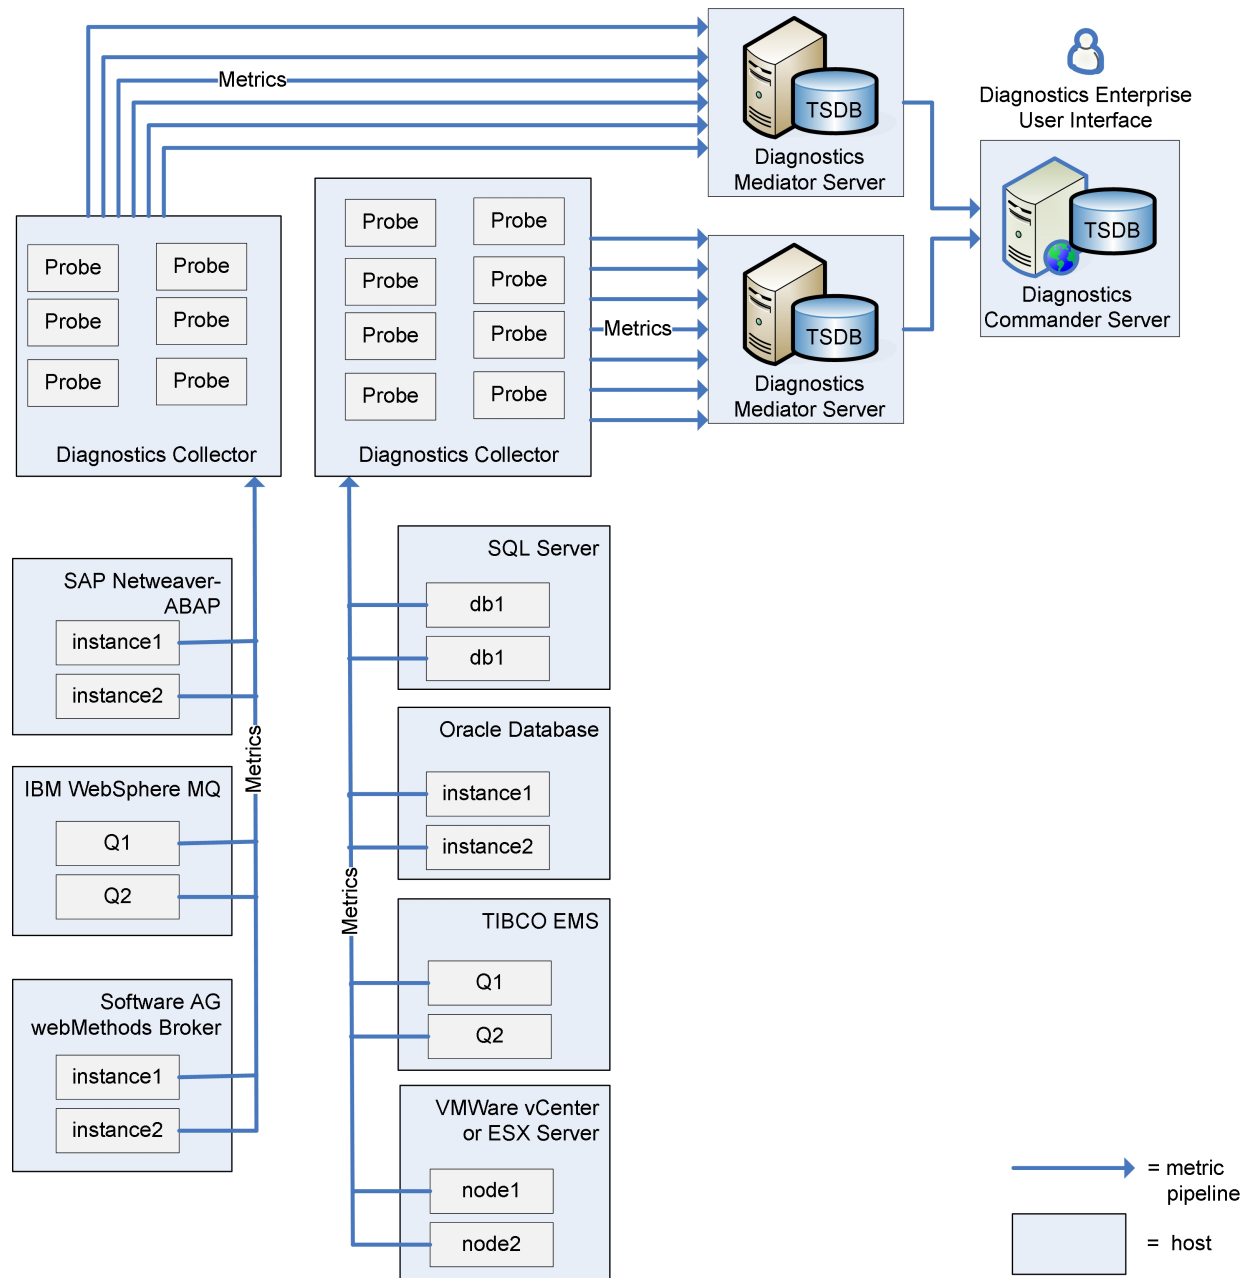 Metrics
TSDB
Diagnostics
Mediator Server
Diagnostics Enterprise
User Interface
TSDB
Diagnostics
Commander Server
Probe
Probe
Probe
Probe
Probe
Probe
Diagnostics Collector
Probe
Probe
Probe
Probe
Probe
Probe
Probe
Probe
Diagnostics Collector
Metrics
TSDB
Diagnostics
Mediator Server
SAP Netweaver-
ABAP
instance1
instance2
Metrics
IBM WebSphere MQ
Q1
Q2
Software AG
webMethods Broker
instance1
instance2
SQL Server
db1
db1
Oracle Database
instance1
instance2
Metrics
TIBCO EMS
Q1
Q2
VMWare vCenter
or ESX Server
node1
node2
= metric
pipeline
= host